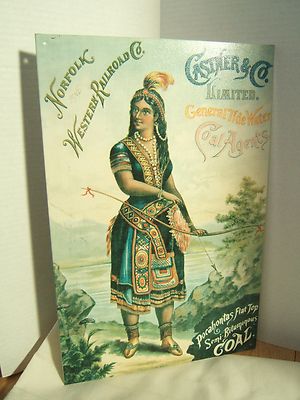 Norfolk
Western Railroad Co.
Castner & Co.
Limited.
General Tide Water
Coal Agents
Pocahontas Flat Top
Semi-Bituminous
COAL.